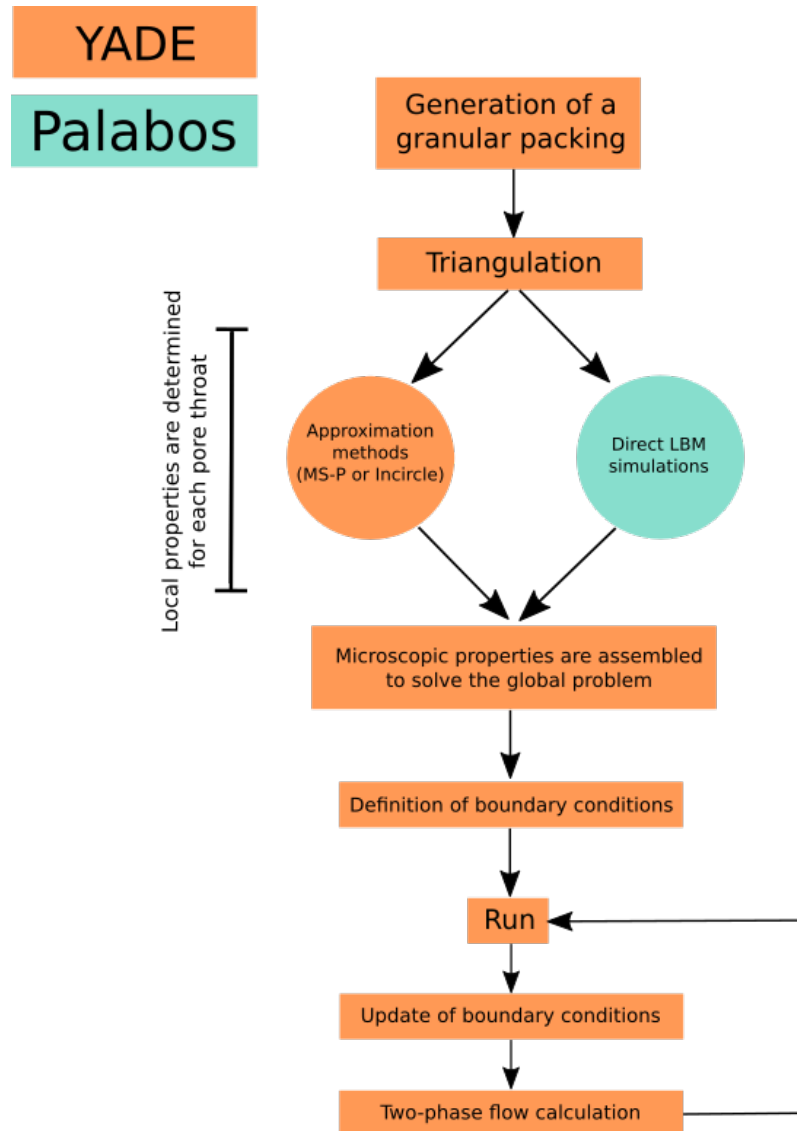 YADE
Palabos
Generation of a
granular packing
Triangulation
Local properties are determined
for each pore throat
Approximation
methods
(MS-P or Incircle)
Direct LBM
simulations
Microscopic properties are assembled
to solve the global problem
Definition of boundary conditions
Run
Update of boundary conditions
Two-phase flow calculation